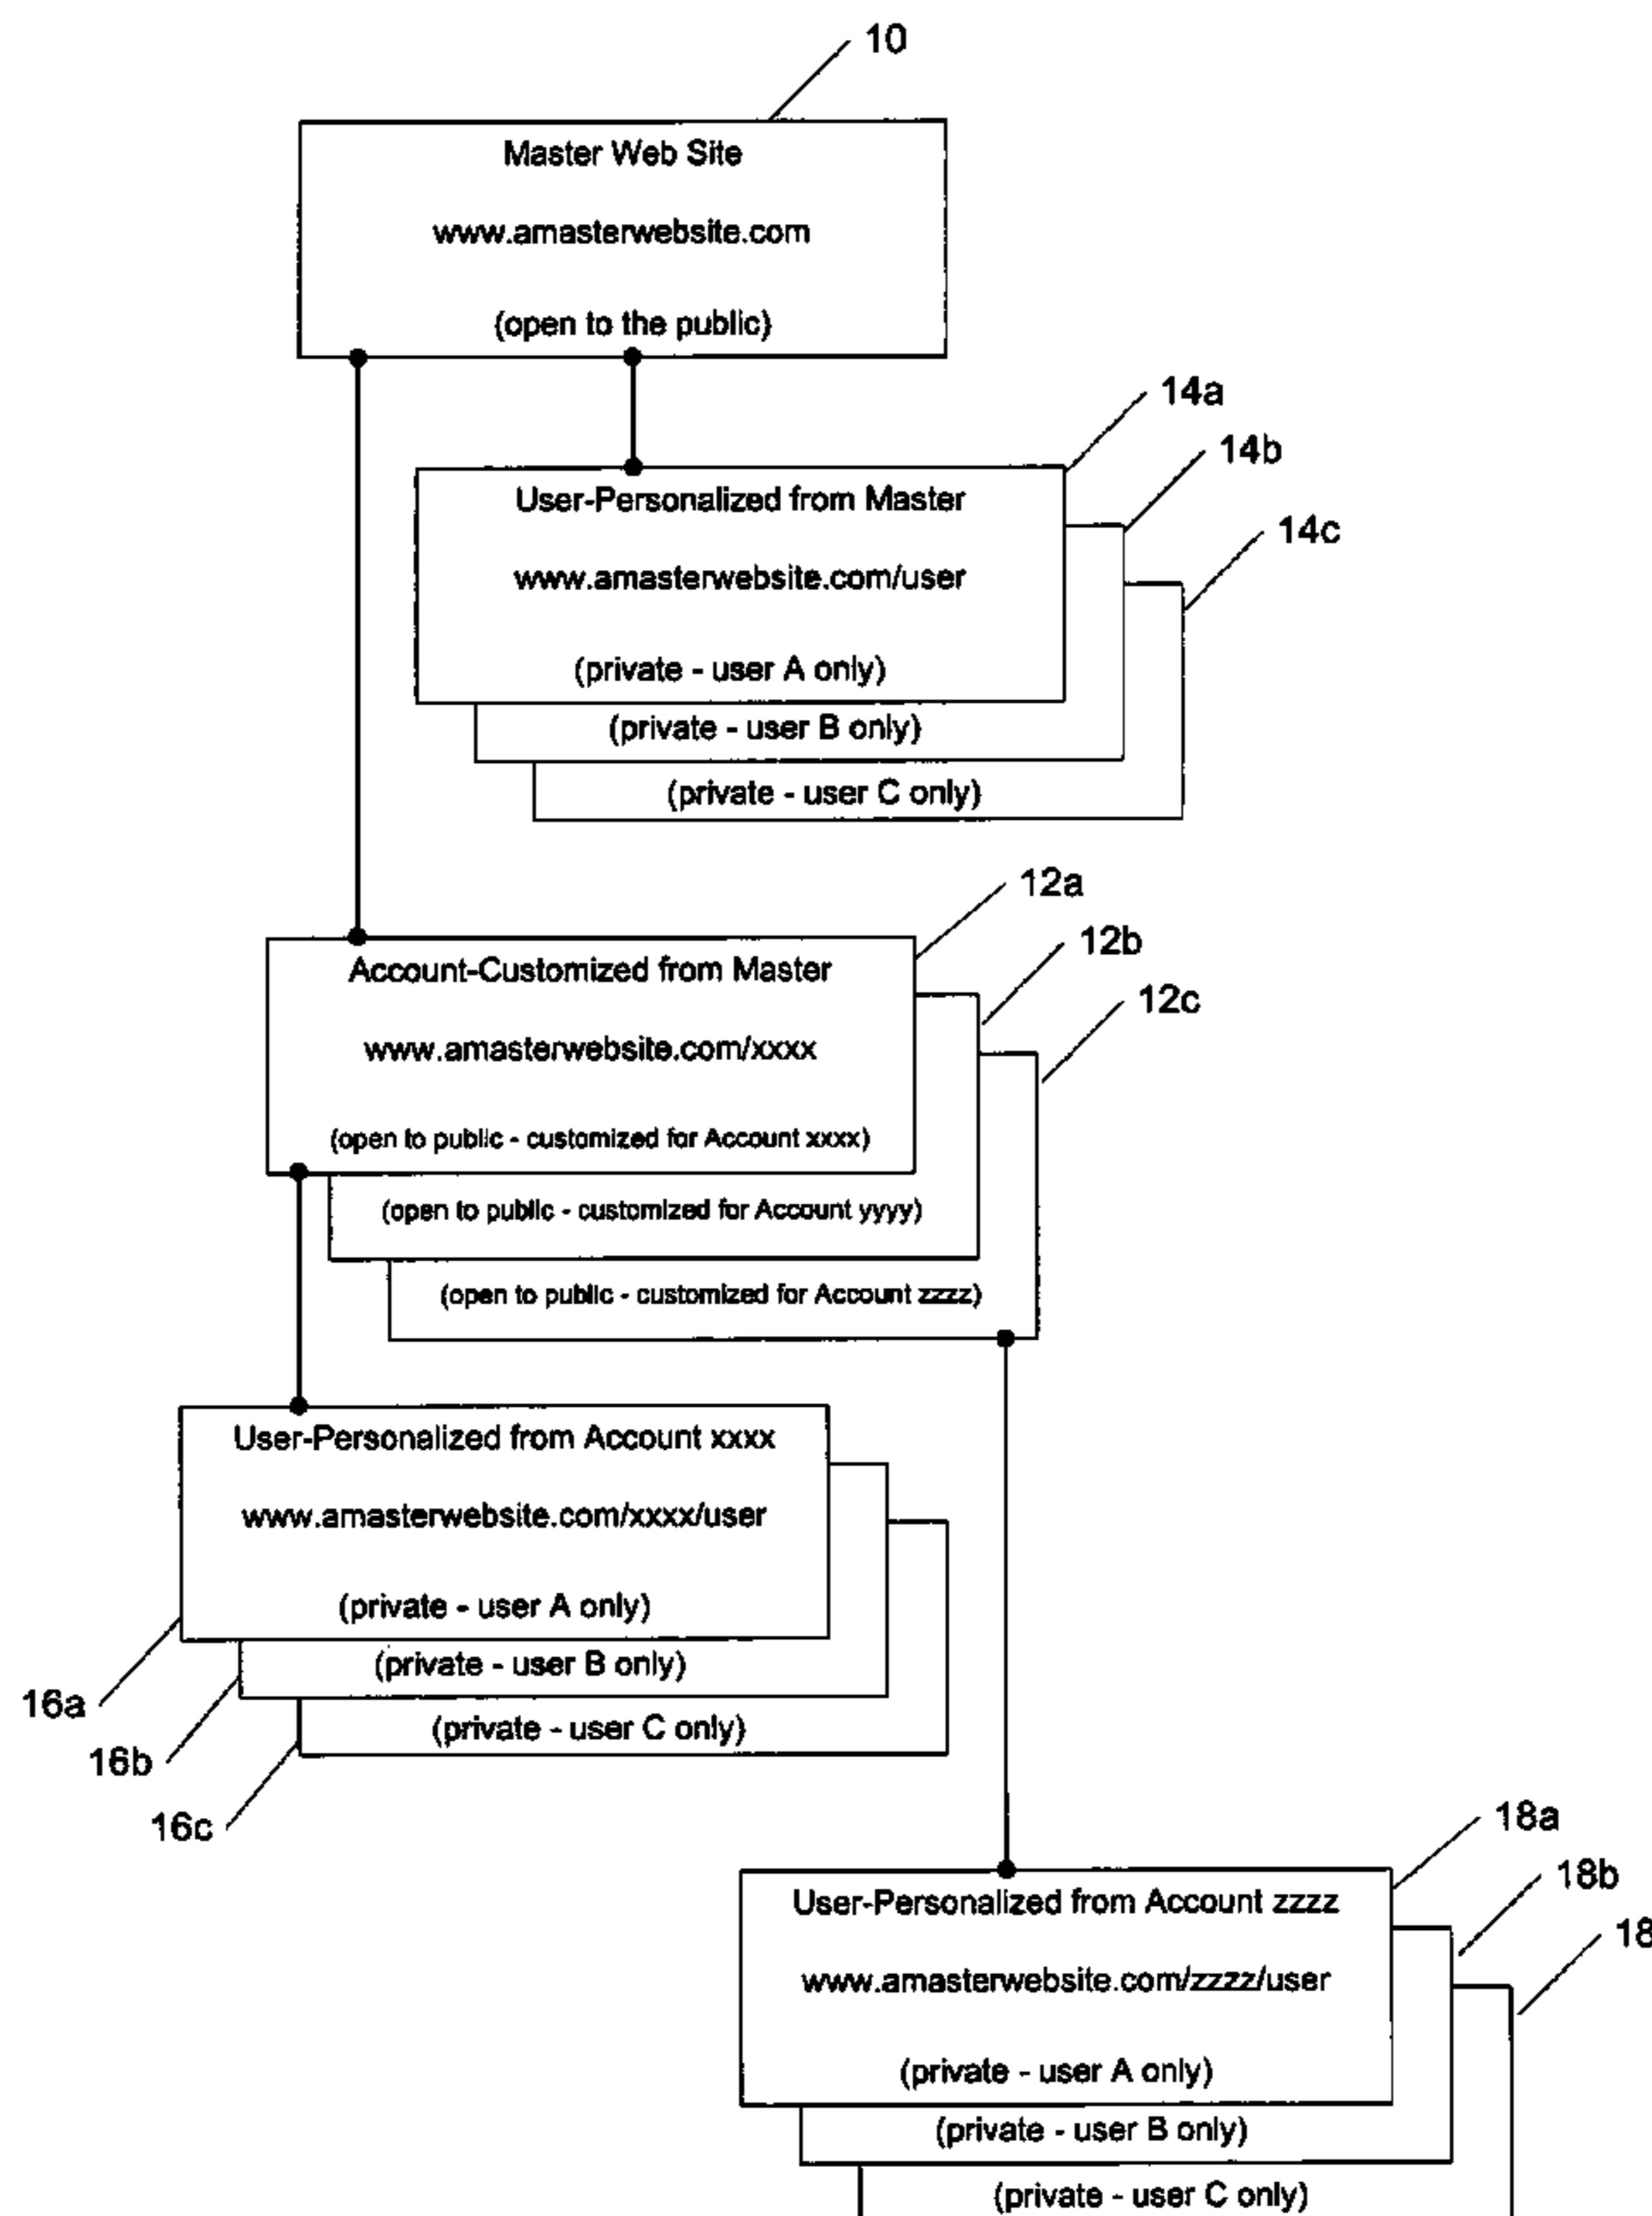 10
Master Web Site
www.amasterwebsite.com
(open to the public)
14a
14b
14c
User-Personalized from Master
www.amasterwebsite.com/user
(private - user A only)
(private - user B only)
(private - user C only)
12a
12b
12c
Account-Customized from Master
www.amasterwebsite.com/xxxx
(open to public - customized for Account xxxx)
(open to public - customized for Account yyyy)
(open to public - customized for Account zzzz)
User-Personalized from Account xxxx
www.amasterwebsite.com/xxxx/user
(private - user A only)
(private - user B only)
(private - user C only)
16a
16b
16c
18a
18b
18
User-Personalized from Account zzzz
www.amasterwebsite.com/zzzz/user
(private - user A only)
(private - user B only)
(private - user C only)